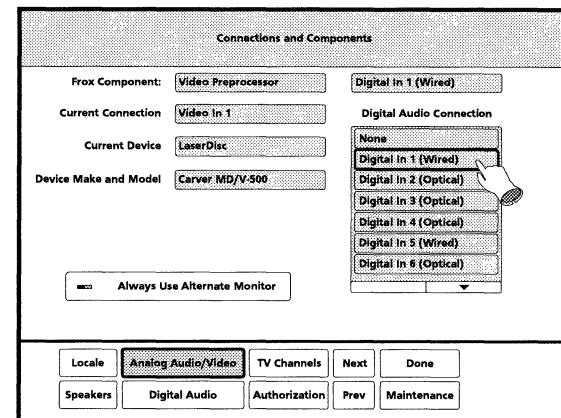 Connections and Components
Frox Component: Video Preprocessor Digital In 1 (Wired)
Current Connection Video In 1 Digital Audio Connection
Current Device LaserDisc None
Device Make and Model Carver MD/V-500 Digital In 1 (Wired)
Digital In 2 (Optical)
Digital In 3 (Optical)
Digital In 4 (Optical)
Digital In 5 (Wired)
Digital In 6 (Optical)
Always Use Alternate Monitor
Locale Analog Audio/Video TV Channels Next Done
Speakers Digital Audio Authorization Prev Maintenance